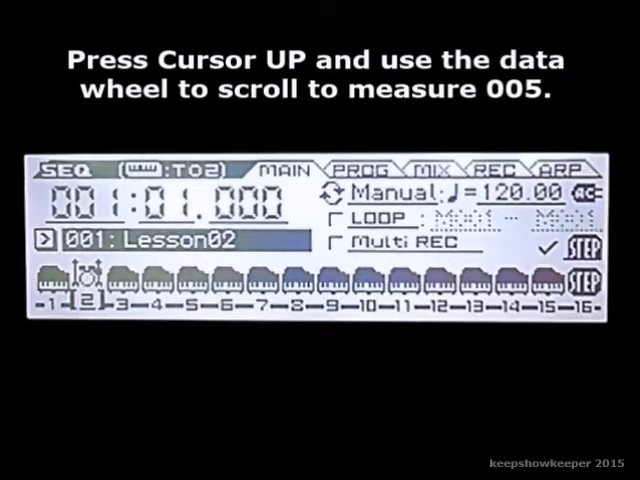 Press Cursor UP and use the data
wheel to scroll to measure 005.
SEQ (:T02) MAIN PROG MIX REC ARP
001:01.000 Manual:♩=120.00
LOOP : M001 -- M001
001: Lesson02
Multi REC STEP
STEP
1 2 3 4 5 6 7 8 9 10 11 12 13 14 15 16
keepshowkeeper 2015